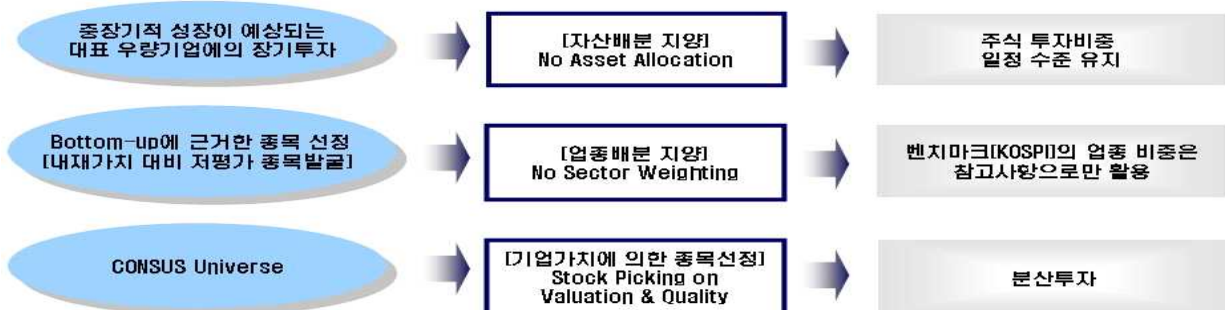 중장기적 성장이 예상되는
대표 우량기업에의 장기투자
[자산배분 지양]
No Asset Allocation
주식 투자비중
일정 수준 유지
Bottom-up에 근거한 종목 선정
[내재가치 대비 저평가 종목발굴]
[업종배분 지양]
No Sector Weighting
벤치마크[KOSPI]의 업종 비중은
참고사항으로만 활용
CONSUS Universe
[기업가치에 의한 종목선정]
Stock Picking on
Valuation & Quality
분산투자